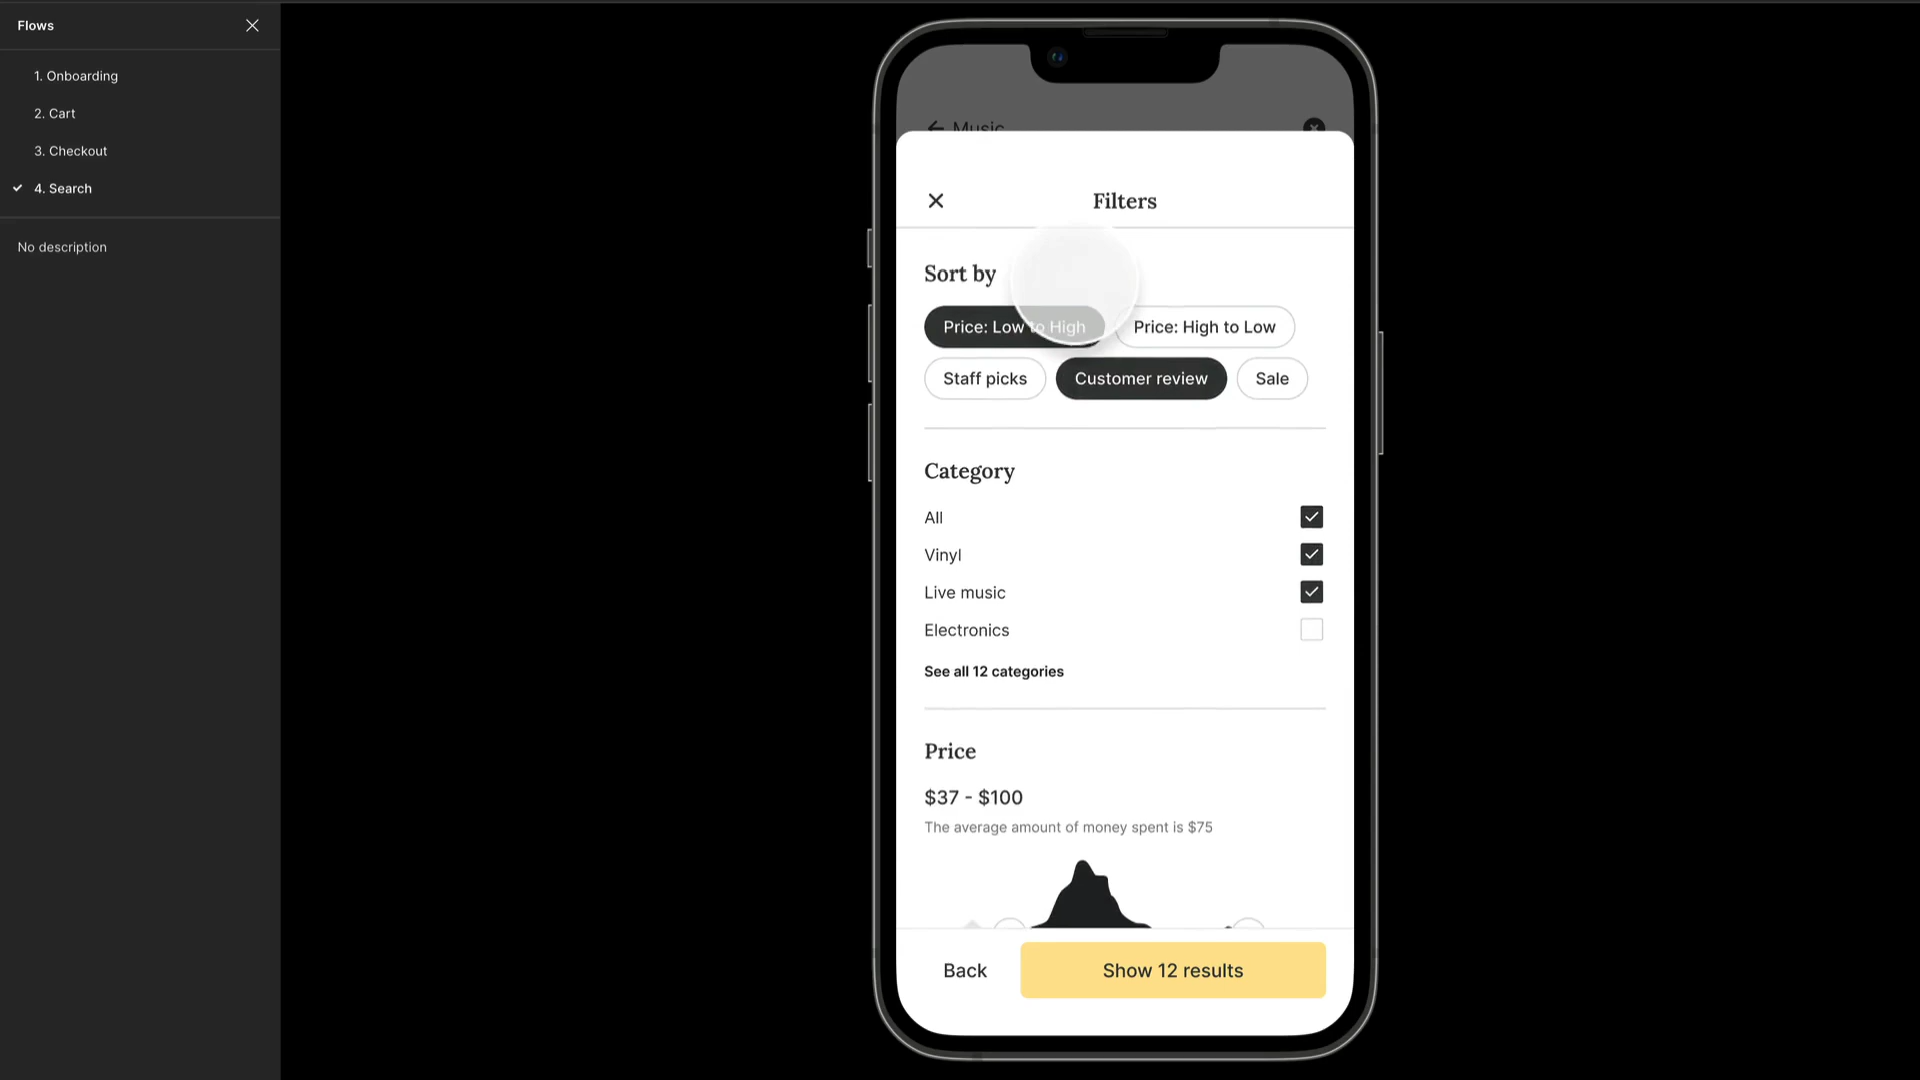 Flows
1. Onboarding
2. Cart
3. Checkout
4. Search
No description
Music
Filters
Sort by
Price: Low to High
Price: High to Low
Staff picks
Customer review
Sale
Category
All
Vinyl
Live music
Electronics
See all 12 categories
Price
$37 - $100
The average amount of money spent is $75
Back
Show 12 results